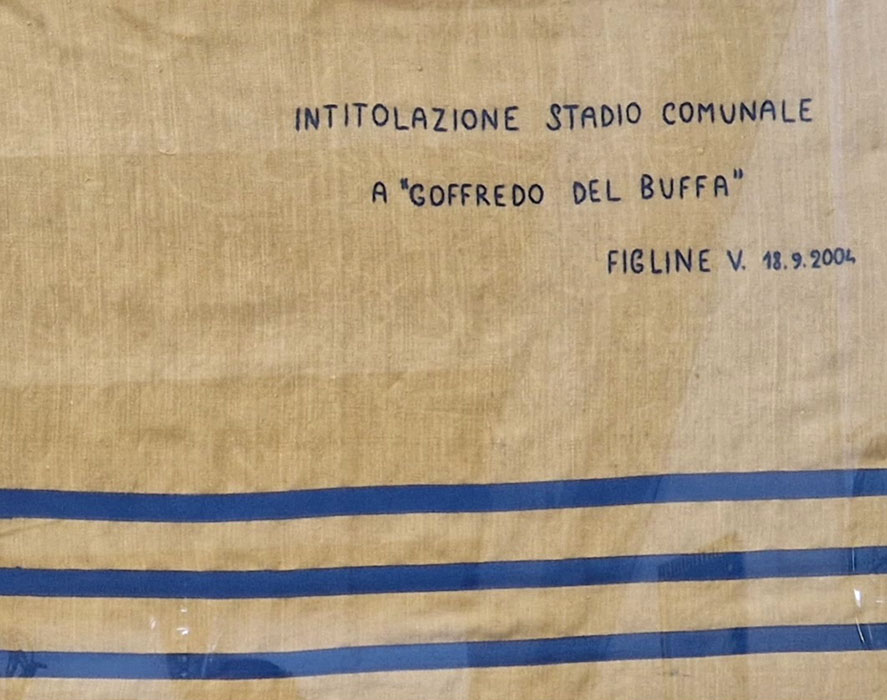 INTITOLAZIONE STADIO COMUNALE
A "GOFFREDO DEL BUFFA"
FIGLINE V. 18.9.2004